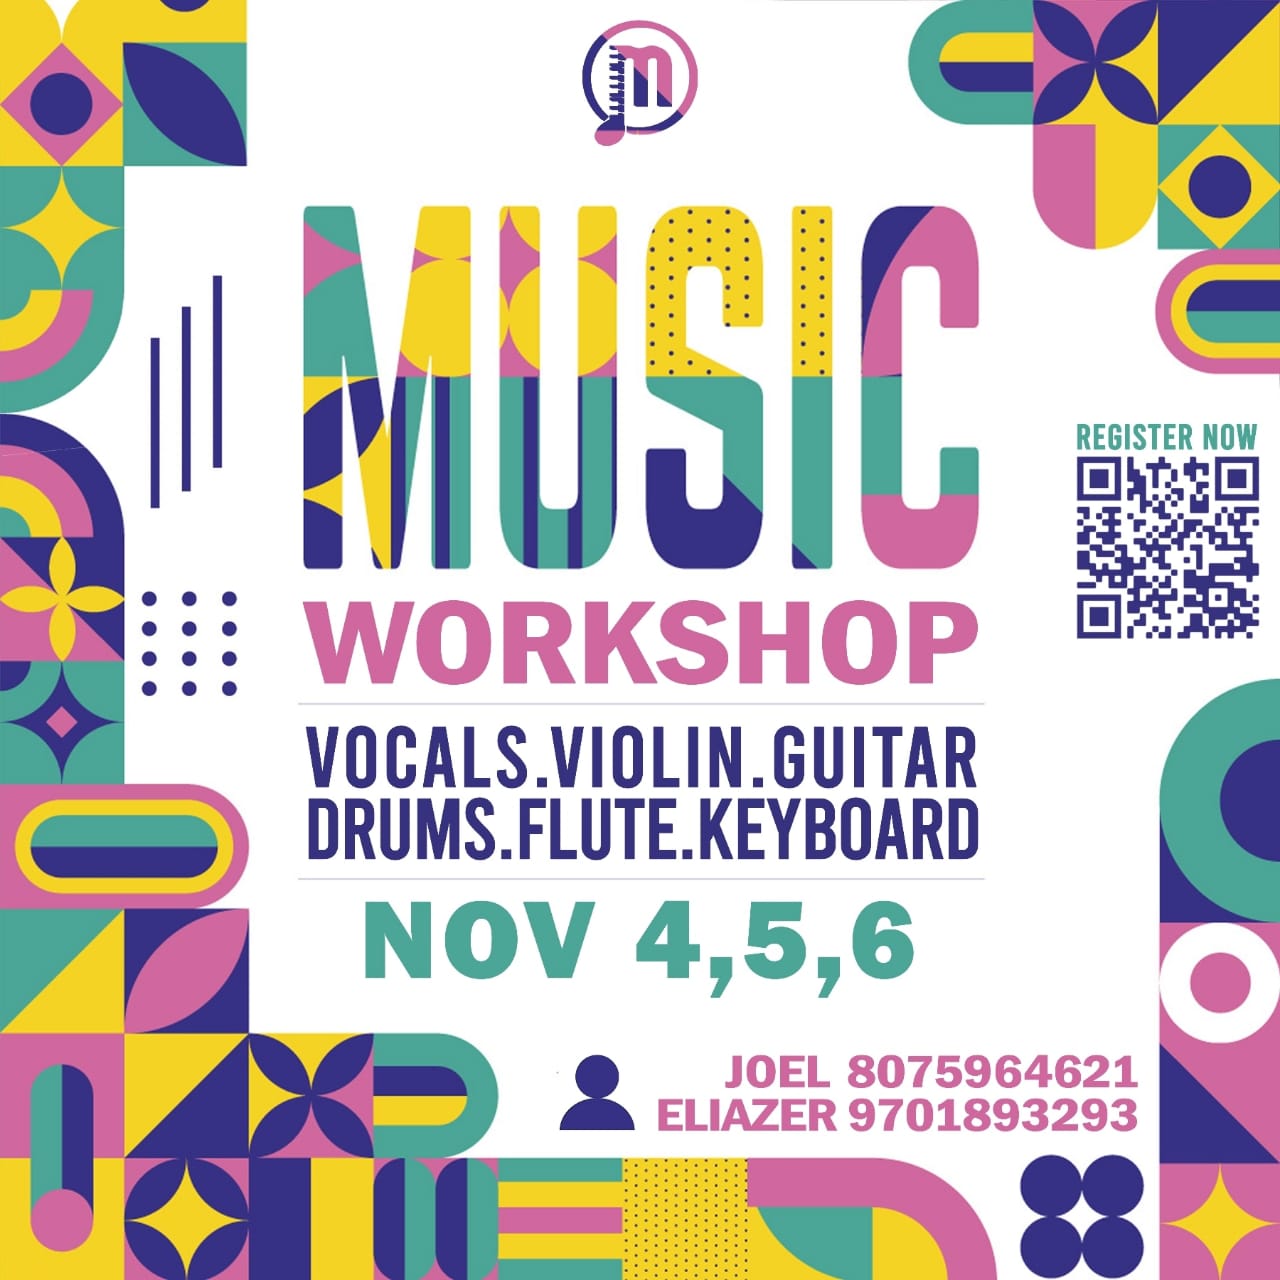 m
MUSIC
REGISTER NOW
WORKSHOP
VOCALS.VIOLIN.GUITAR
DRUMS.FLUTE.KEYBOARD
NOV 4,5,6
JOEL 8075964621
ELIAZER 9701893293